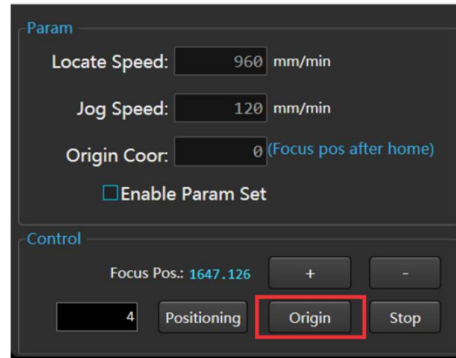 Param
Locate Speed: 960 mm/min
Jog Speed: 120 mm/min
Origin Coor: 0 (Focus pos after home)
Enable Param Set
Control
Focus Pos.: 1647.126 + -
4 Positioning Origin Stop